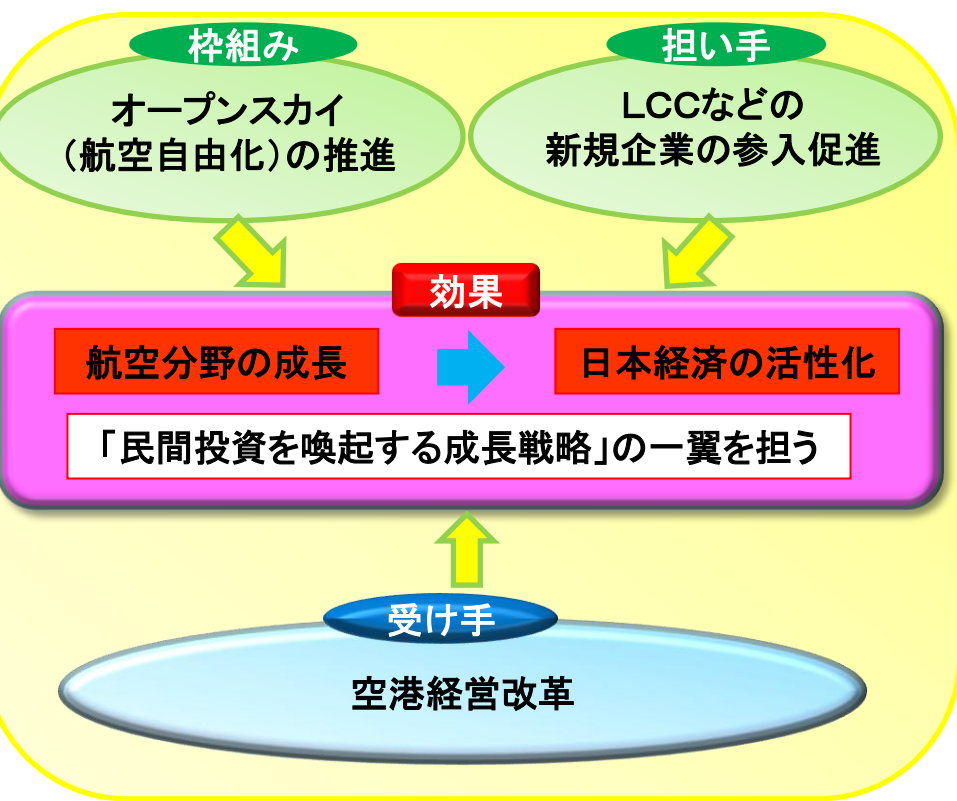 枠組み
オープンスカイ
（航空自由化）の推進
担い手
ＬＣＣなどの
新規企業の参入促進
効果
航空分野の成長
日本経済の活性化
「民間投資を喚起する成長戦略」の一翼を担う
受け手
空港経営改革